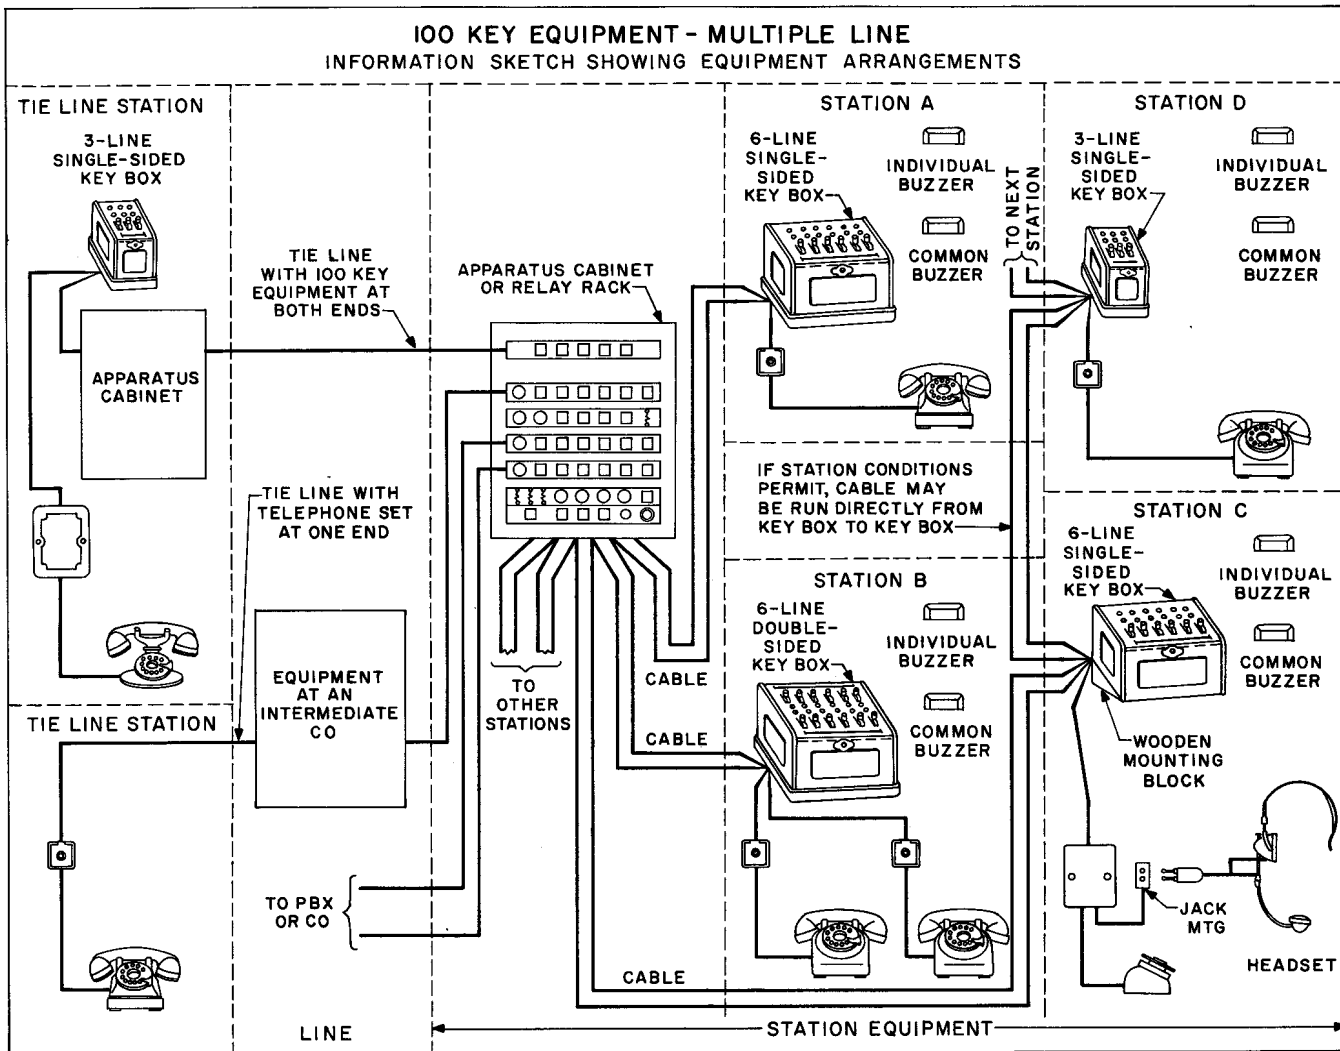 100 KEY EQUIPMENT - MULTIPLE LINE
INFORMATION SKETCH SHOWING EQUIPMENT ARRANGEMENTS
TIE LINE STATION
3-LINE
SINGLE-SIDED
KEY BOX
APPARATUS
CABINET
TIE LINE
WITH 100 KEY
EQUIPMENT AT
BOTH ENDS
TIE LINE WITH
TELEPHONE SET
AT ONE END
TIE LINE STATION
EQUIPMENT
AT AN
INTERMEDIATE
CO
TO PBX
OR CO
LINE
APPARATUS CABINET
OR RELAY RACK
TO
OTHER
STATIONS
CABLE
CABLE
CABLE
STATION A
6-LINE
SINGLE-
SIDED
KEY BOX
INDIVIDUAL
BUZZER
COMMON
BUZZER
TO NEXT
STATION
IF STATION CONDITIONS
PERMIT, CABLE MAY
BE RUN DIRECTLY FROM
KEY BOX TO KEY BOX
STATION B
6-LINE
DOUBLE-
SIDED
KEY BOX
INDIVIDUAL
BUZZER
COMMON
BUZZER
STATION D
3-LINE
SINGLE-
SIDED
KEY BOX
INDIVIDUAL
BUZZER
COMMON
BUZZER
STATION C
6-LINE
SINGLE-
SIDED
KEY BOX
INDIVIDUAL
BUZZER
COMMON
BUZZER
WOODEN
MOUNTING
BLOCK
JACK
MTG
HEADSET
STATION EQUIPMENT